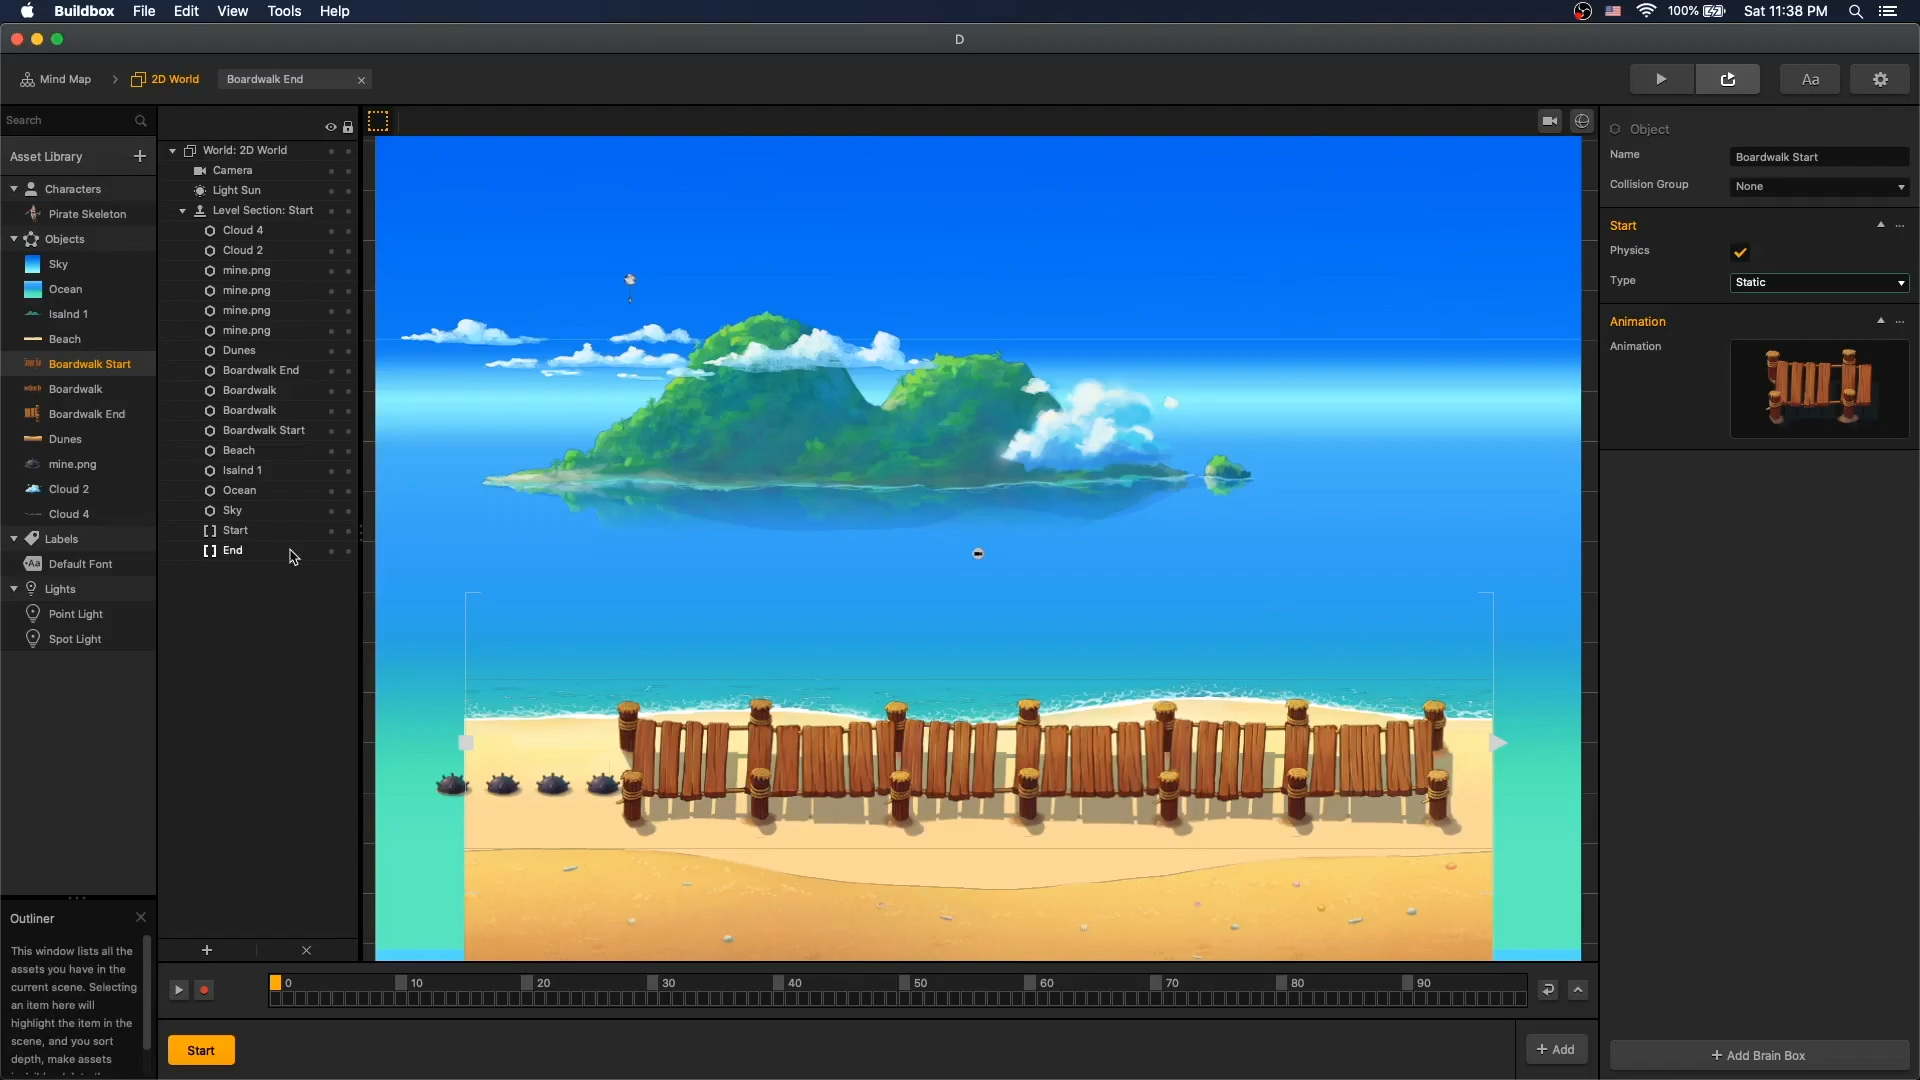 Buildbox File Edit View Tools Help
100% Sat 11:38 PM
D
Mind Map 2D World Boardwalk End
Aa
Search
Asset Library
Characters
Pirate Skeleton
Objects
Sky
Ocean
Isalnd 1
Beach
Boardwalk Start
Boardwalk
Boardwalk End
Dunes
mine.png
Cloud 2
Cloud 4
Labels
Aa Default Font
Lights
Point Light
Spot Light
World: 2D World
Camera
Light Sun
Level Section: Start
Cloud 4
Cloud 2
mine.png
mine.png
mine.png
mine.png
Dunes
Boardwalk End
Boardwalk
Boardwalk
Boardwalk Start
Beach
Isalnd 1
Ocean
Sky
Start
End
Object
Name Boardwalk Start
Collision Group None
Start
Physics
Type Static
Animation
Animation
Outliner
This window lists all the
assets you have in the
current scene. Selecting
an item here will
highlight the item in the
scene, and you sort
depth, make assets
0 10 20 30 40 50 60 70 80 90
Start
+ Add
+ Add Brain Box